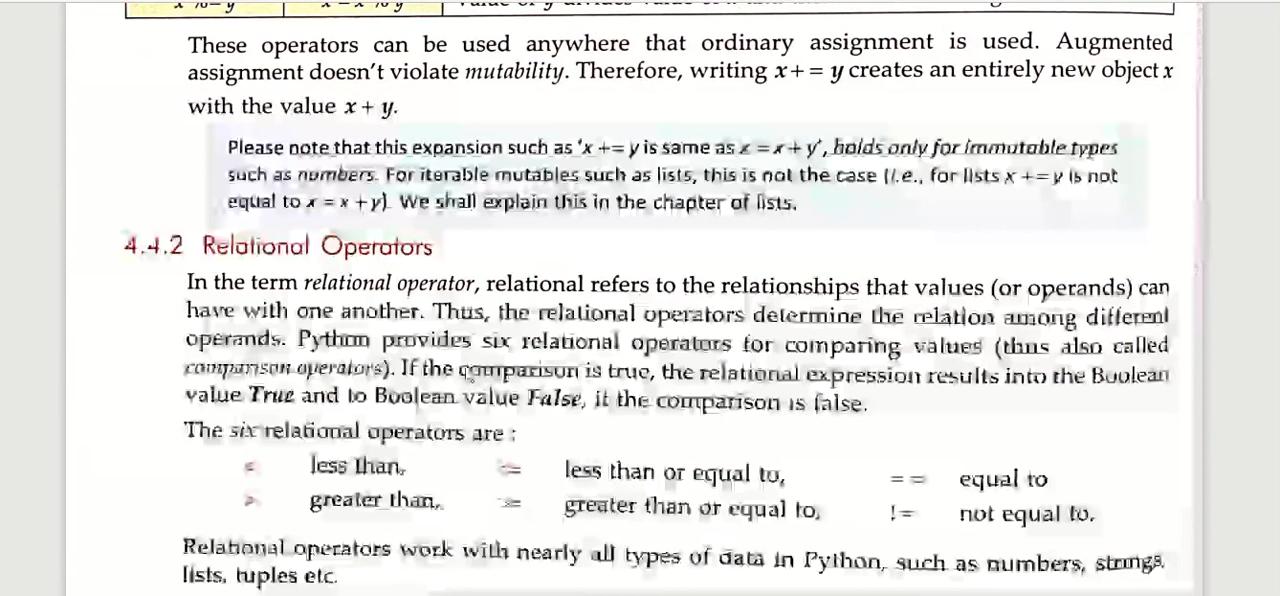 These operators can be used anywhere that ordinary assignment is used. Augmented
assignment doesn't violate mutability. Therefore, writing x+ = y creates an entirely new object x
with the value x + y.
Please note that this expansion such as 'x += y is same as x = x + y', holds only for immutable types
such as numbers. For iterable mutables such as lists, this is not the case (i.e., for lists x += y is not
equal to x = x + y). We shall explain this in the chapter of lists.
4.4.2 Relational Operators
In the term relational operator, relational refers to the relationships that values (or operands) can
have with one another. Thus, the relational operators determine the relation among different
operands. Python provides six relational operators for comparing values (thus also called
comparison operators). If the comparison is true, the relational expression results into the Boolean
value True and to Boolean value False, if the comparison is false.
The six relational operators are :
< less than, <= less than or equal to, == equal to
> greater than, >= greater than or equal to, != not equal to,
Relational operators work with nearly all types of data in Python, such as numbers, strings,
lists, tuples etc.